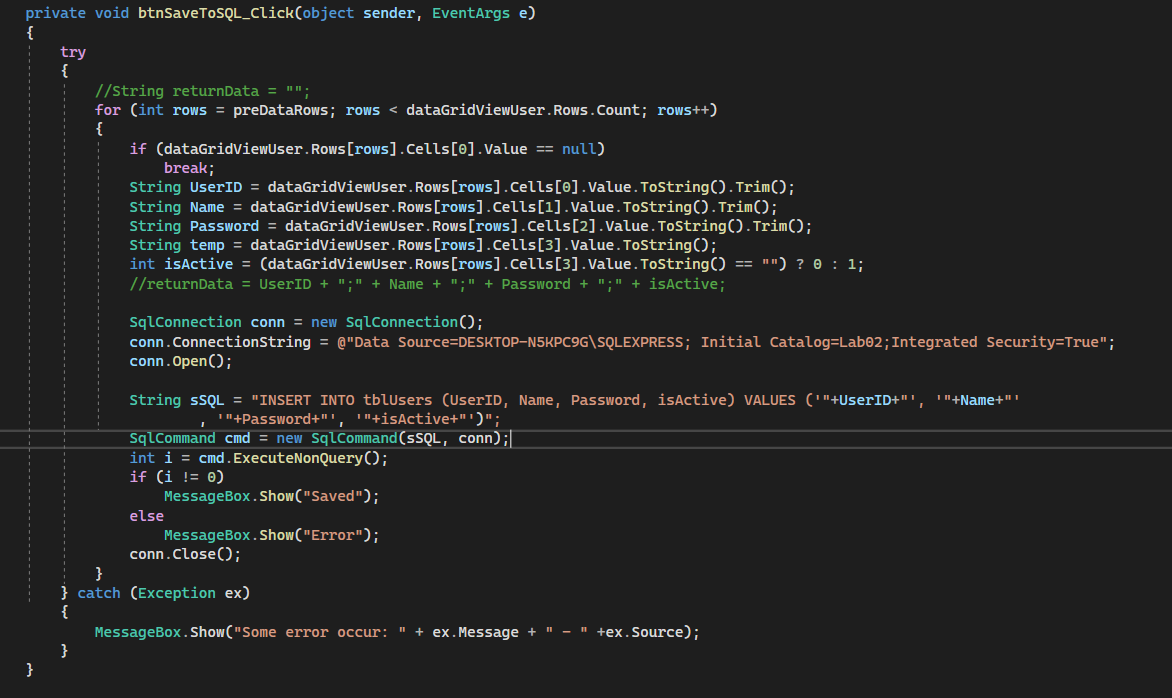 private void btnSaveToSQL_Click(object sender, EventArgs e)
{
try
{
//String returnData = "";
for (int rows = preDataRows; rows < dataGridViewUser.Rows.Count; rows++)
{
if (dataGridViewUser.Rows[rows].Cells[0].Value == null)
break;
String UserID = dataGridViewUser.Rows[rows].Cells[0].Value.ToString().Trim();
String Name = dataGridViewUser.Rows[rows].Cells[1].Value.ToString().Trim();
String Password = dataGridViewUser.Rows[rows].Cells[2].Value.ToString().Trim();
String temp = dataGridViewUser.Rows[rows].Cells[3].Value.ToString();
int isActive = (dataGridViewUser.Rows[rows].Cells[3].Value.ToString() == "") ? 0 : 1;
//returnData = UserID + ";" + Name + ";" + Password + ";" + isActive;
SqlConnection conn = new SqlConnection();
conn.ConnectionString = @"Data Source=DESKTOP-N5KPC9G\SQLEXPRESS; Initial Catalog=Lab02;Integrated Security=True";
conn.Open();
String sSQL = "INSERT INTO tblUsers (UserID, Name, Password, isActive) VALUES ('"+UserID+"', '"+Name+"'
, '"+Password+"', '"+isActive+"')";
SqlCommand cmd = new SqlCommand(sSQL, conn);
int i = cmd.ExecuteNonQuery();
if (i != 0)
MessageBox.Show("Saved");
else
MessageBox.Show("Error");
conn.Close();
}
} catch (Exception ex)
{
MessageBox.Show("Some error occur: " + ex.Message + " - " +ex.Source);
}
}